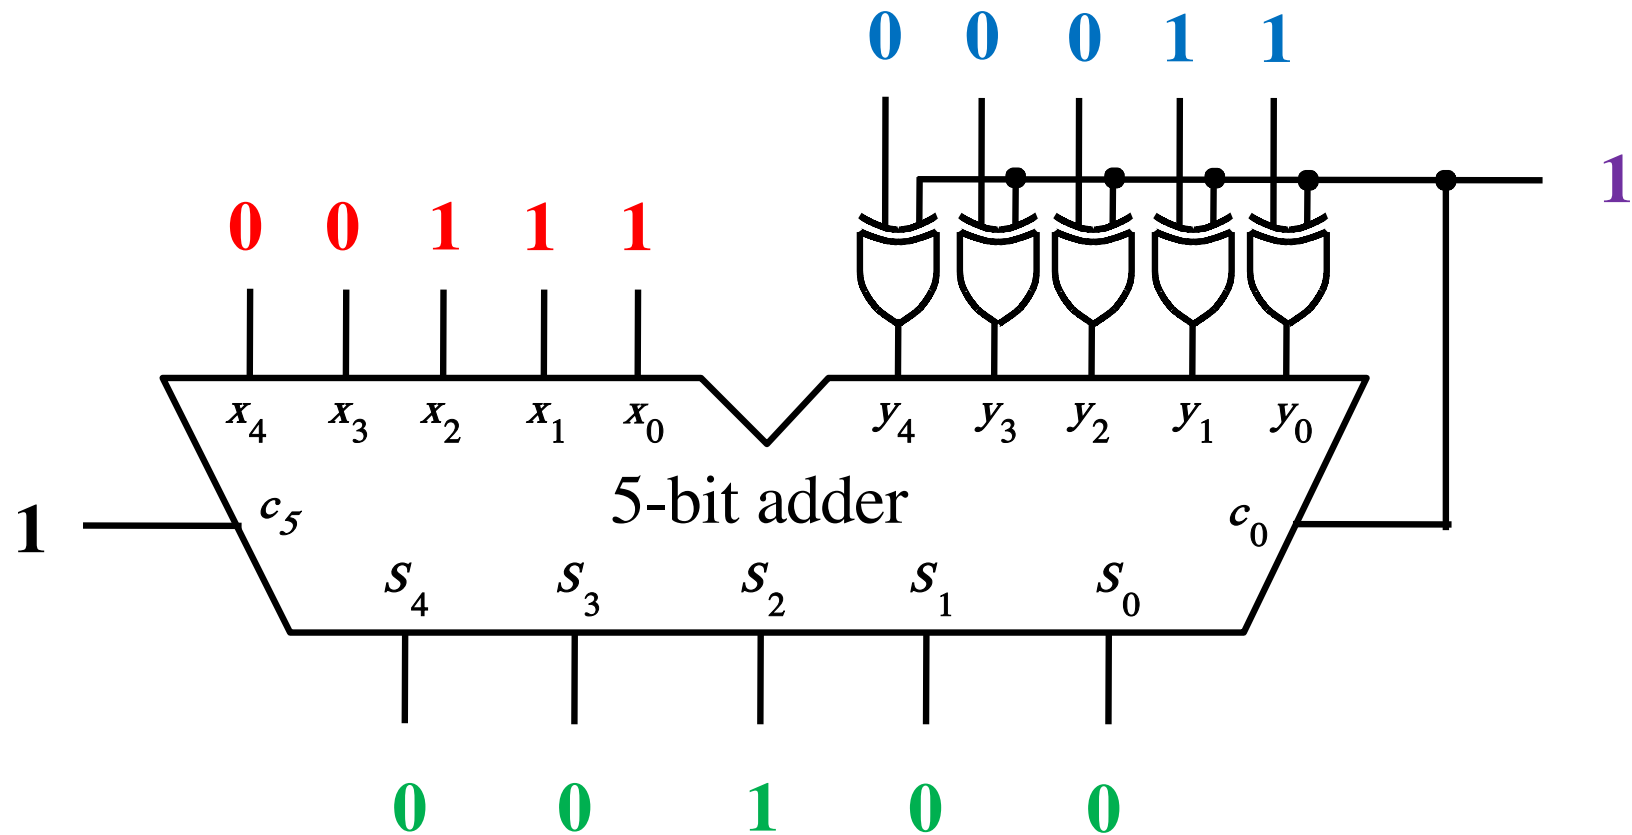 0 0 0 1 1
1
0 0 1 1 1
x4 x3 x2 x1 x0 y4 y3 y2 y1 y0
5-bit adder
1 c5 c0
s4 s3 s2 s1 s0
0 0 1 0 0